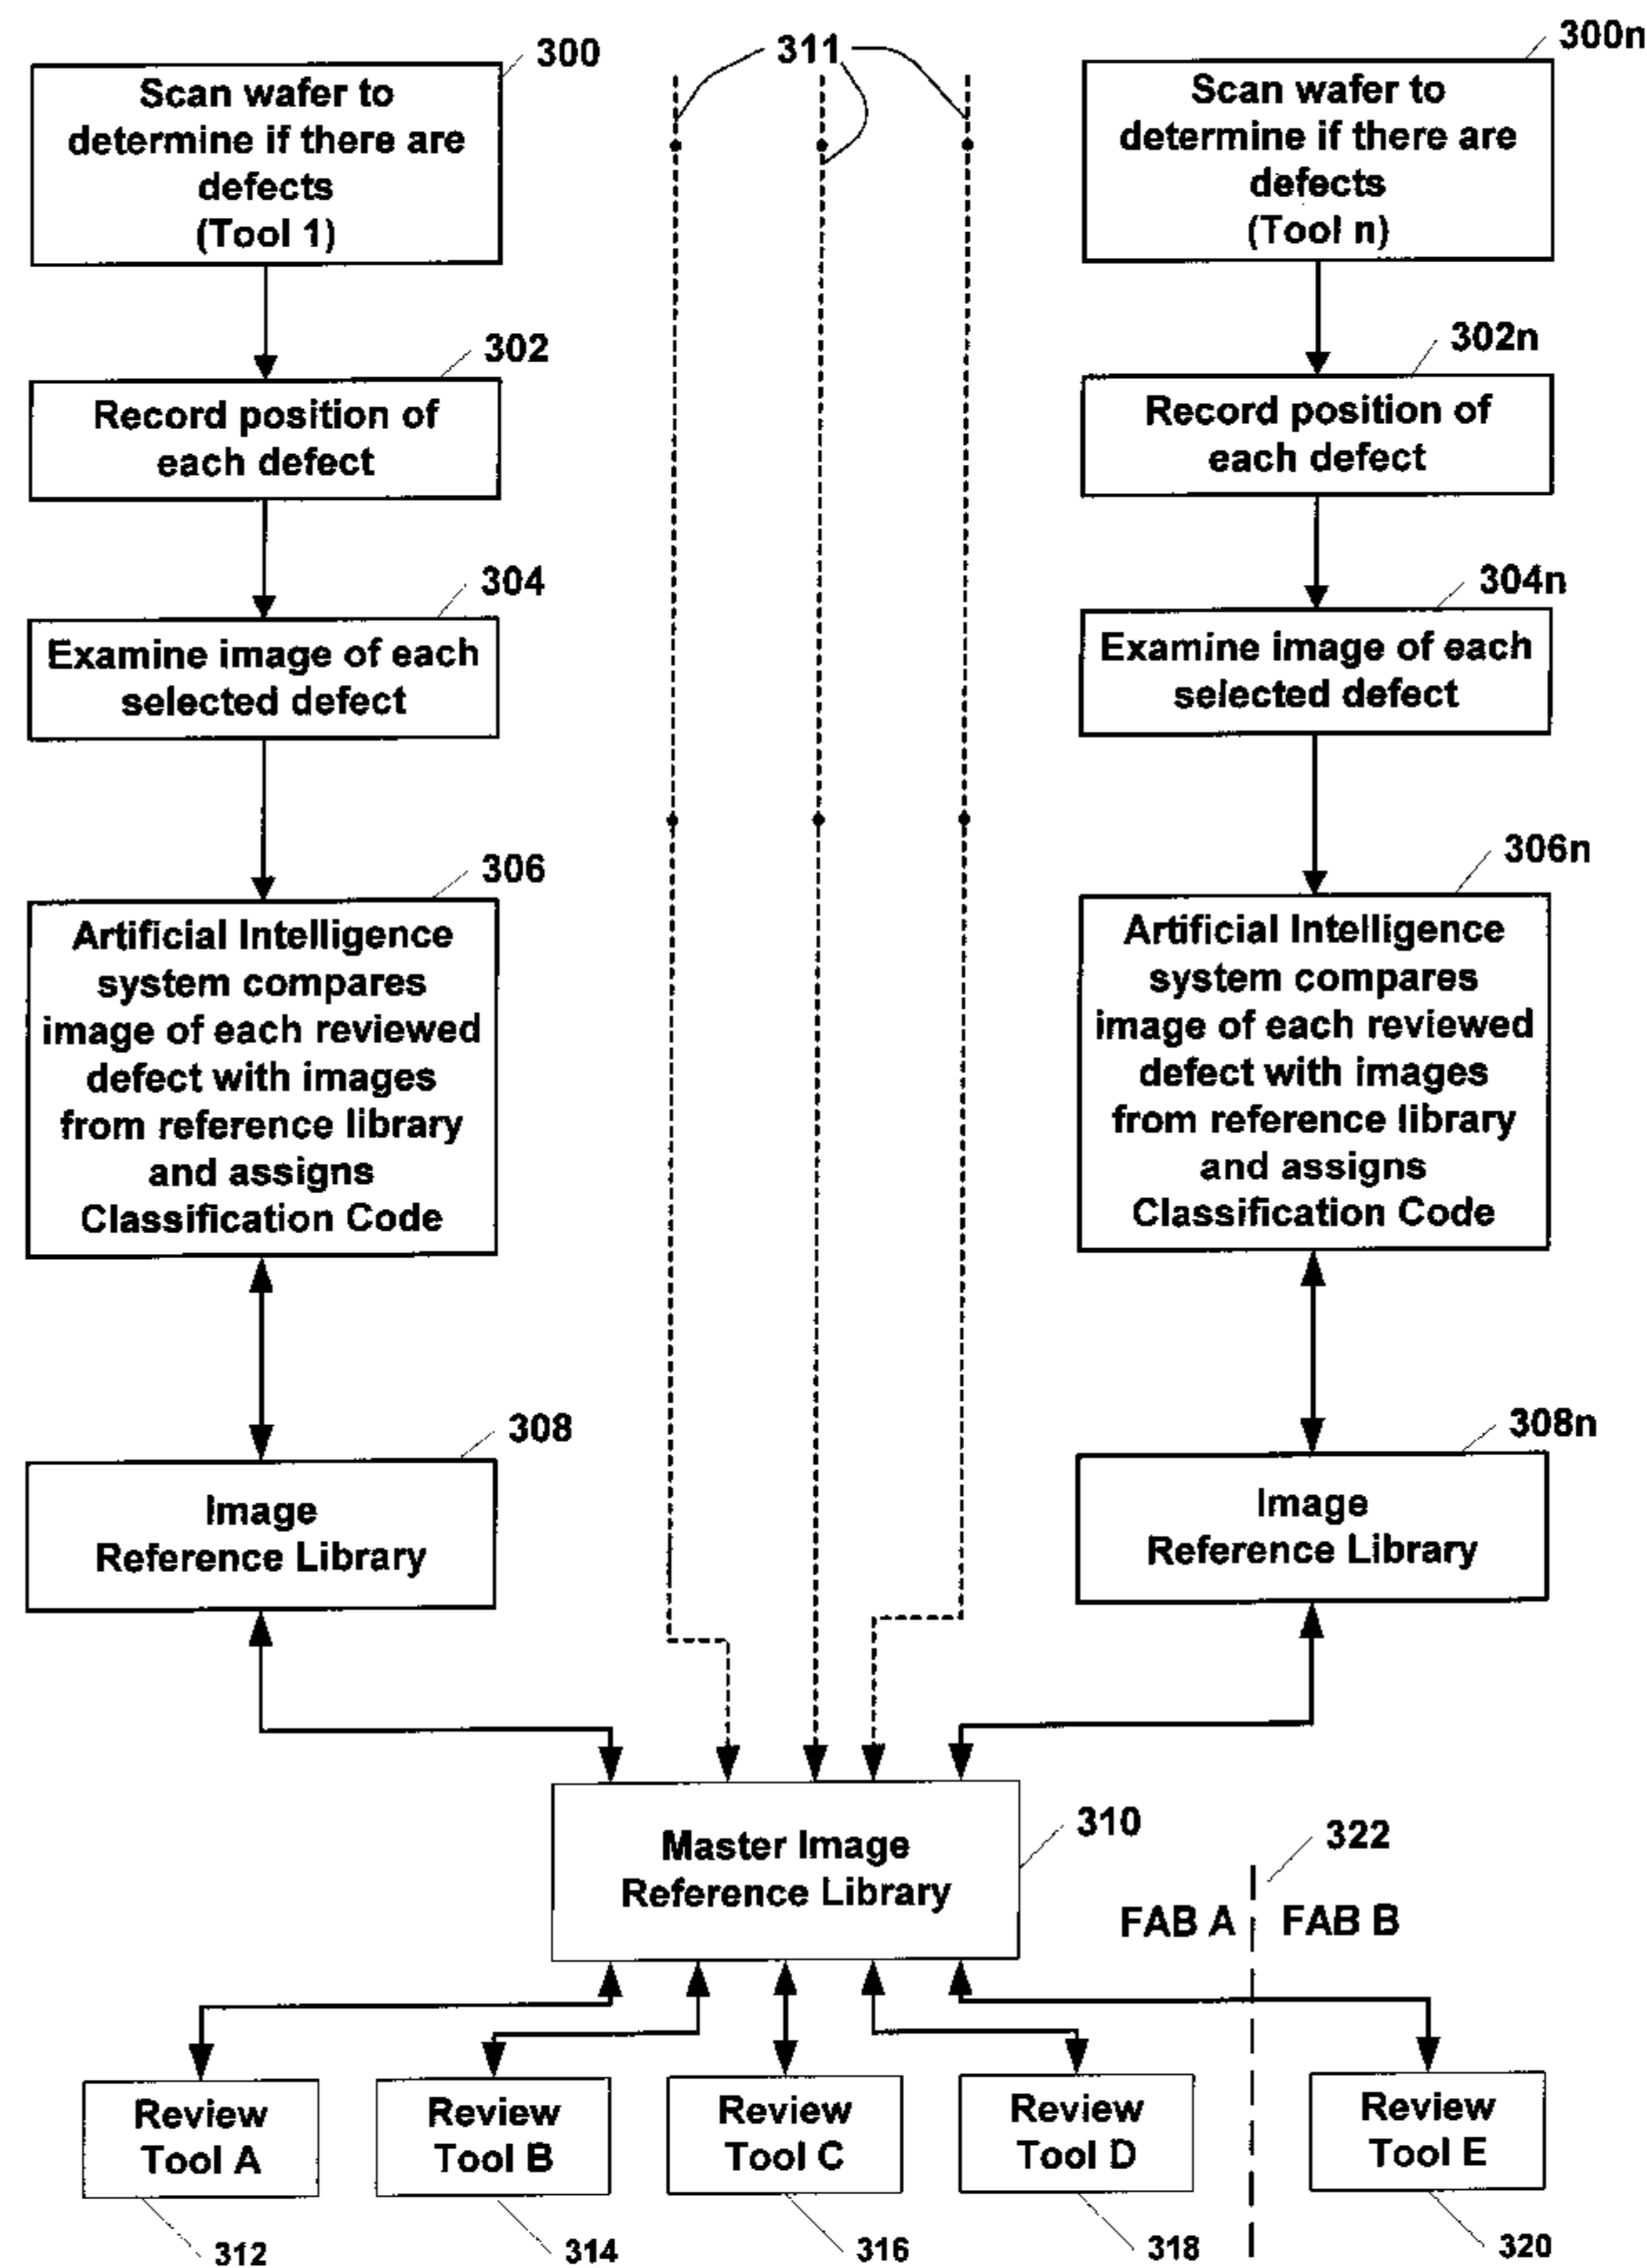 300
Scan wafer to
determine if there are
defects
(Tool 1)
302
Record position of
each defect
304
Examine image of each
selected defect
306
Artificial Intelligence
system compares
image of each reviewed
defect with images
from reference library
and assigns
Classification Code
308
Image
Reference Library
311
300n
Scan wafer to
determine if there are
defects
(Tool n)
302n
Record position of
each defect
304n
Examine image of each
selected defect
306n
Artificial Intelligence
system compares
image of each reviewed
defect with images
from reference library
and assigns
Classification Code
308n
Image
Reference Library
310
Master Image
Reference Library
322
FAB A
FAB B
Review
Tool A
312
Review
Tool B
314
Review
Tool C
316
Review
Tool D
318
Review
Tool E
320